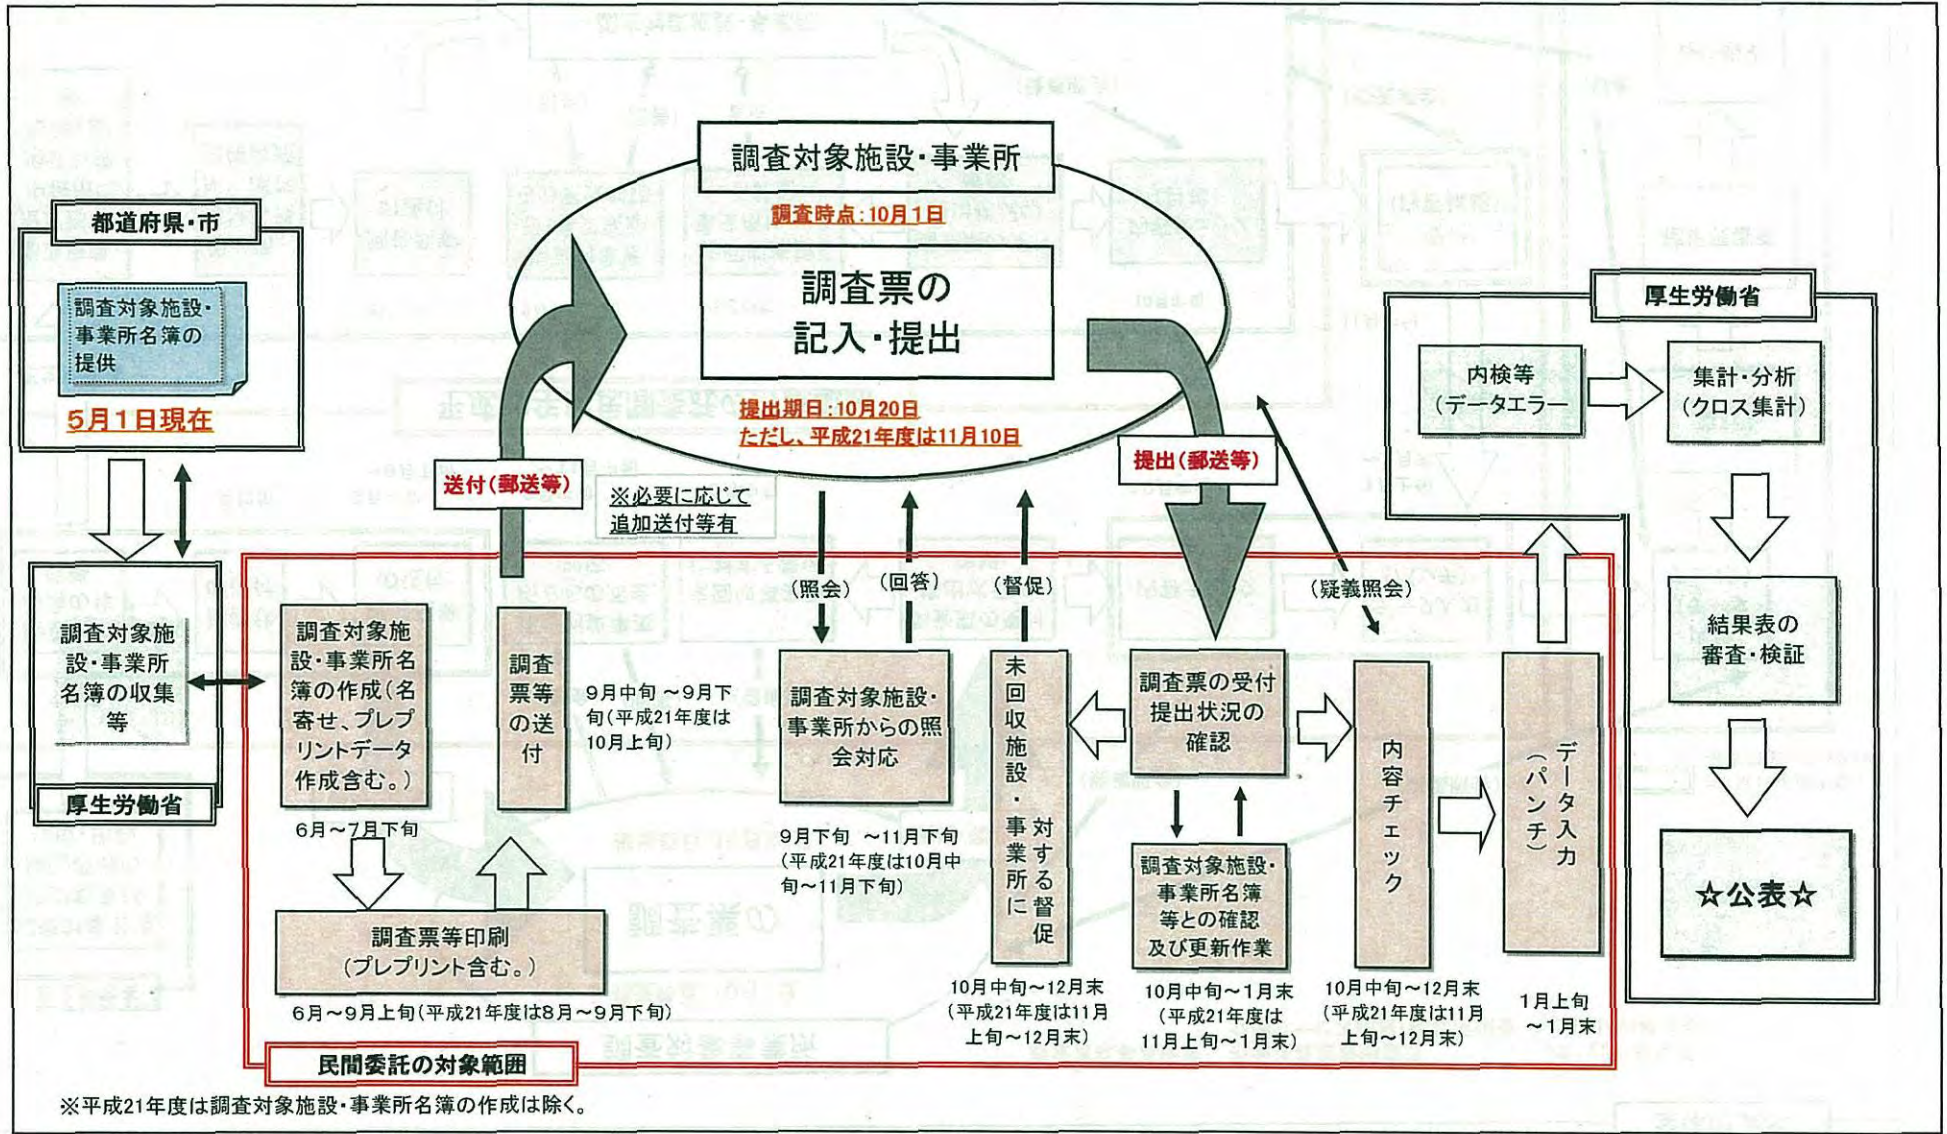 調査対象施設・事業所
調査時点：10月1日
調査票の
記入・提出
提出期日：10月20日
ただし、平成21年度は11月10日
都道府県・市
調査対象施設・
事業所名簿の
提供
5月1日現在
送付(郵送等)
※必要に応じて
追加送付等有
提出(郵送等)
厚生労働省
内検等
(データエラー
集計・分析
(クロス集計)
結果表の
審査・検証
☆公表☆
調査対象施
設・事業所
名簿の収集
等
厚生労働省
調査対象施
設・事業所名
簿の作成(名
寄せ、プレプ
リントデータ
作成含む。)
6月～7月下旬
調査
票等
の送
付
9月中旬 ～9月下
旬(平成21年度は
10月上旬)
調査票等印刷
(プレプリント含む。)
6月～9月上旬(平成21年度は8月～9月下旬)
(照会)
(回答)
(督促)
(疑義照会)
調査対象施設・
事業所からの照
会対応
9月下旬 ～11月下旬
(平成21年度は10月中
旬～11月下旬)
未回収施設・事業所に
対する督促
10月中旬～12月末
(平成21年度は11月
上旬～12月末)
調査票の受付
提出状況の
確認
調査対象施設・
事業所名簿
等との確認
及び更新作業
10月中旬～1月末
(平成21年度は
11月上旬～1月末)
内容チェック
10月中旬～12月末
(平成21年度は11月
上旬～12月末)
データ入力
(パンチ)
1月上旬
～1月末
民間委託の対象範囲
※平成21年度は調査対象施設・事業所名簿の作成は除く。